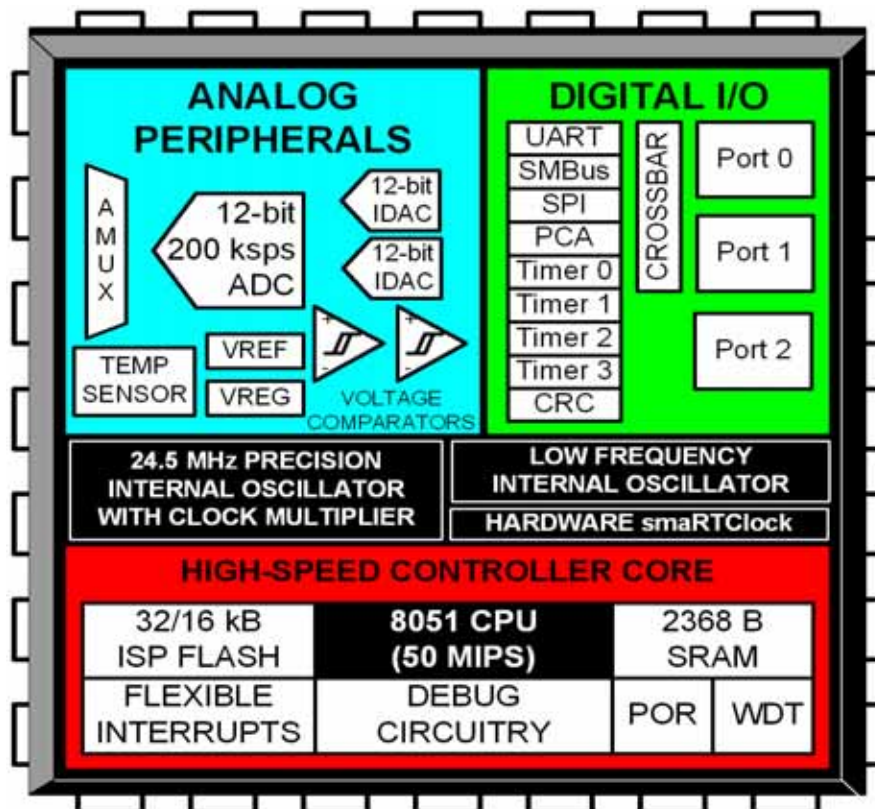 ANALOG
PERIPHERALS
AMUX
12-bit
200 ksps
ADC
12-bit
IDAC
12-bit
IDAC
TEMP
SENSOR
VREF
VREG
+
-
+
-
VOLTAGE
COMPARATORS
DIGITAL I/O
UART
SMBus
SPI
PCA
Timer 0
Timer 1
Timer 2
Timer 3
CRC
CROSSBAR
Port 0
Port 1
Port 2
24.5 MHz PRECISION
INTERNAL OSCILLATOR
WITH CLOCK MULTIPLIER
LOW FREQUENCY
INTERNAL OSCILLATOR
HARDWARE smaRTClock
HIGH-SPEED CONTROLLER CORE
32/16 kB
ISP FLASH
8051 CPU
(50 MIPS)
2368 B
SRAM
FLEXIBLE
INTERRUPTS
DEBUG
CIRCUITRY
POR
WDT